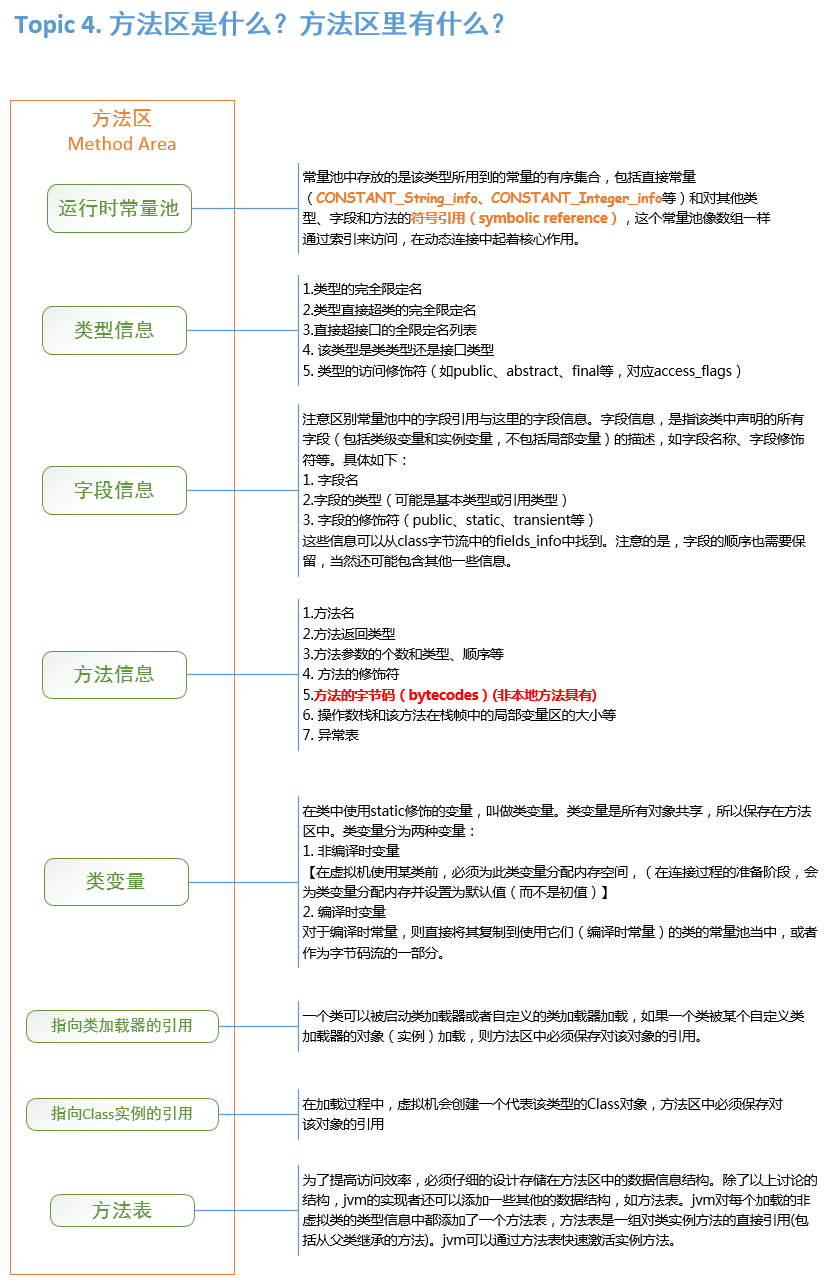 Topic 4. 方法区是什么？方法区里有什么？
方法区
Method Area
运行时常量池
常量池中存放的是该类型所用到的常量的有序集合，包括直接常量
（CONSTANT_String_info、CONSTANT_Integer_info等）和对其他类
型、字段和方法的符号引用（symbolic reference），这个常量池像数组一样
通过索引来访问，在动态连接中起着核心作用。
类型信息
1.类型的完全限定名
2.类型直接超类的完全限定名
3.直接超接口的全限定名列表
4. 该类型是类类型还是接口类型
5. 类型的访问修饰符（如public、abstract、final等，对应access_flags）
字段信息
注意区别常量池中的字段引用与这里的字段信息。字段信息，是指该类中声明的所有
字段（包括类级变量和实例变量，不包括局部变量）的描述，如字段名称、字段修饰
符等。具体如下：
1. 字段名
2.字段的类型（可能是基本类型或引用类型）
3. 字段的修饰符（public、static、transient等）
这些信息可以从class字节流中的fields_info中找到。注意的是，字段的顺序也需要保
留，当然还可能包含其他一些信息。
方法信息
1.方法名
2.方法返回类型
3.方法参数的个数和类型、顺序等
4. 方法的修饰符
5.方法的字节码（bytecodes）(非本地方法具有)
6. 操作数栈和该方法在栈帧中的局部变量区的大小等
7. 异常表
类变量
在类中使用static修饰的变量，叫做类变量。类变量是所有对象共享，所以保存在方法
区中。类变量分为两种变量：
1. 非编译时变量
【在虚拟机使用某类前，必须为此类变量分配内存空间，（在连接过程的准备阶段，会
为类变量分配内存并设置为默认值（而不是初值）】
2. 编译时变量
对于编译时常量，则直接将其复制到使用它们（编译时常量）的类的常量池当中，或者
作为字节码流的一部分。
指向类加载器的引用
一个类可以被启动类加载器或者自定义的类加载器加载，如果一个类被某个自定义类
加载器的对象（实例）加载，则方法区中必须保存对该对象的引用。
指向Class实例的引用
在加载过程中，虚拟机会创建一个代表该类型的Class对象，方法区中必须保存对
该对象的引用
方法表
为了提高访问效率，必须仔细的设计存储在方法区中的数据信息结构。除了以上讨论的
结构，jvm的实现者还可以添加一些其他的数据结构，如方法表。jvm对每个加载的非
虚拟类的类型信息中都添加了一个方法表，方法表是一组对类实例方法的直接引用(包
括从父类继承的方法)。jvm可以通过方法表快速激活实例方法。